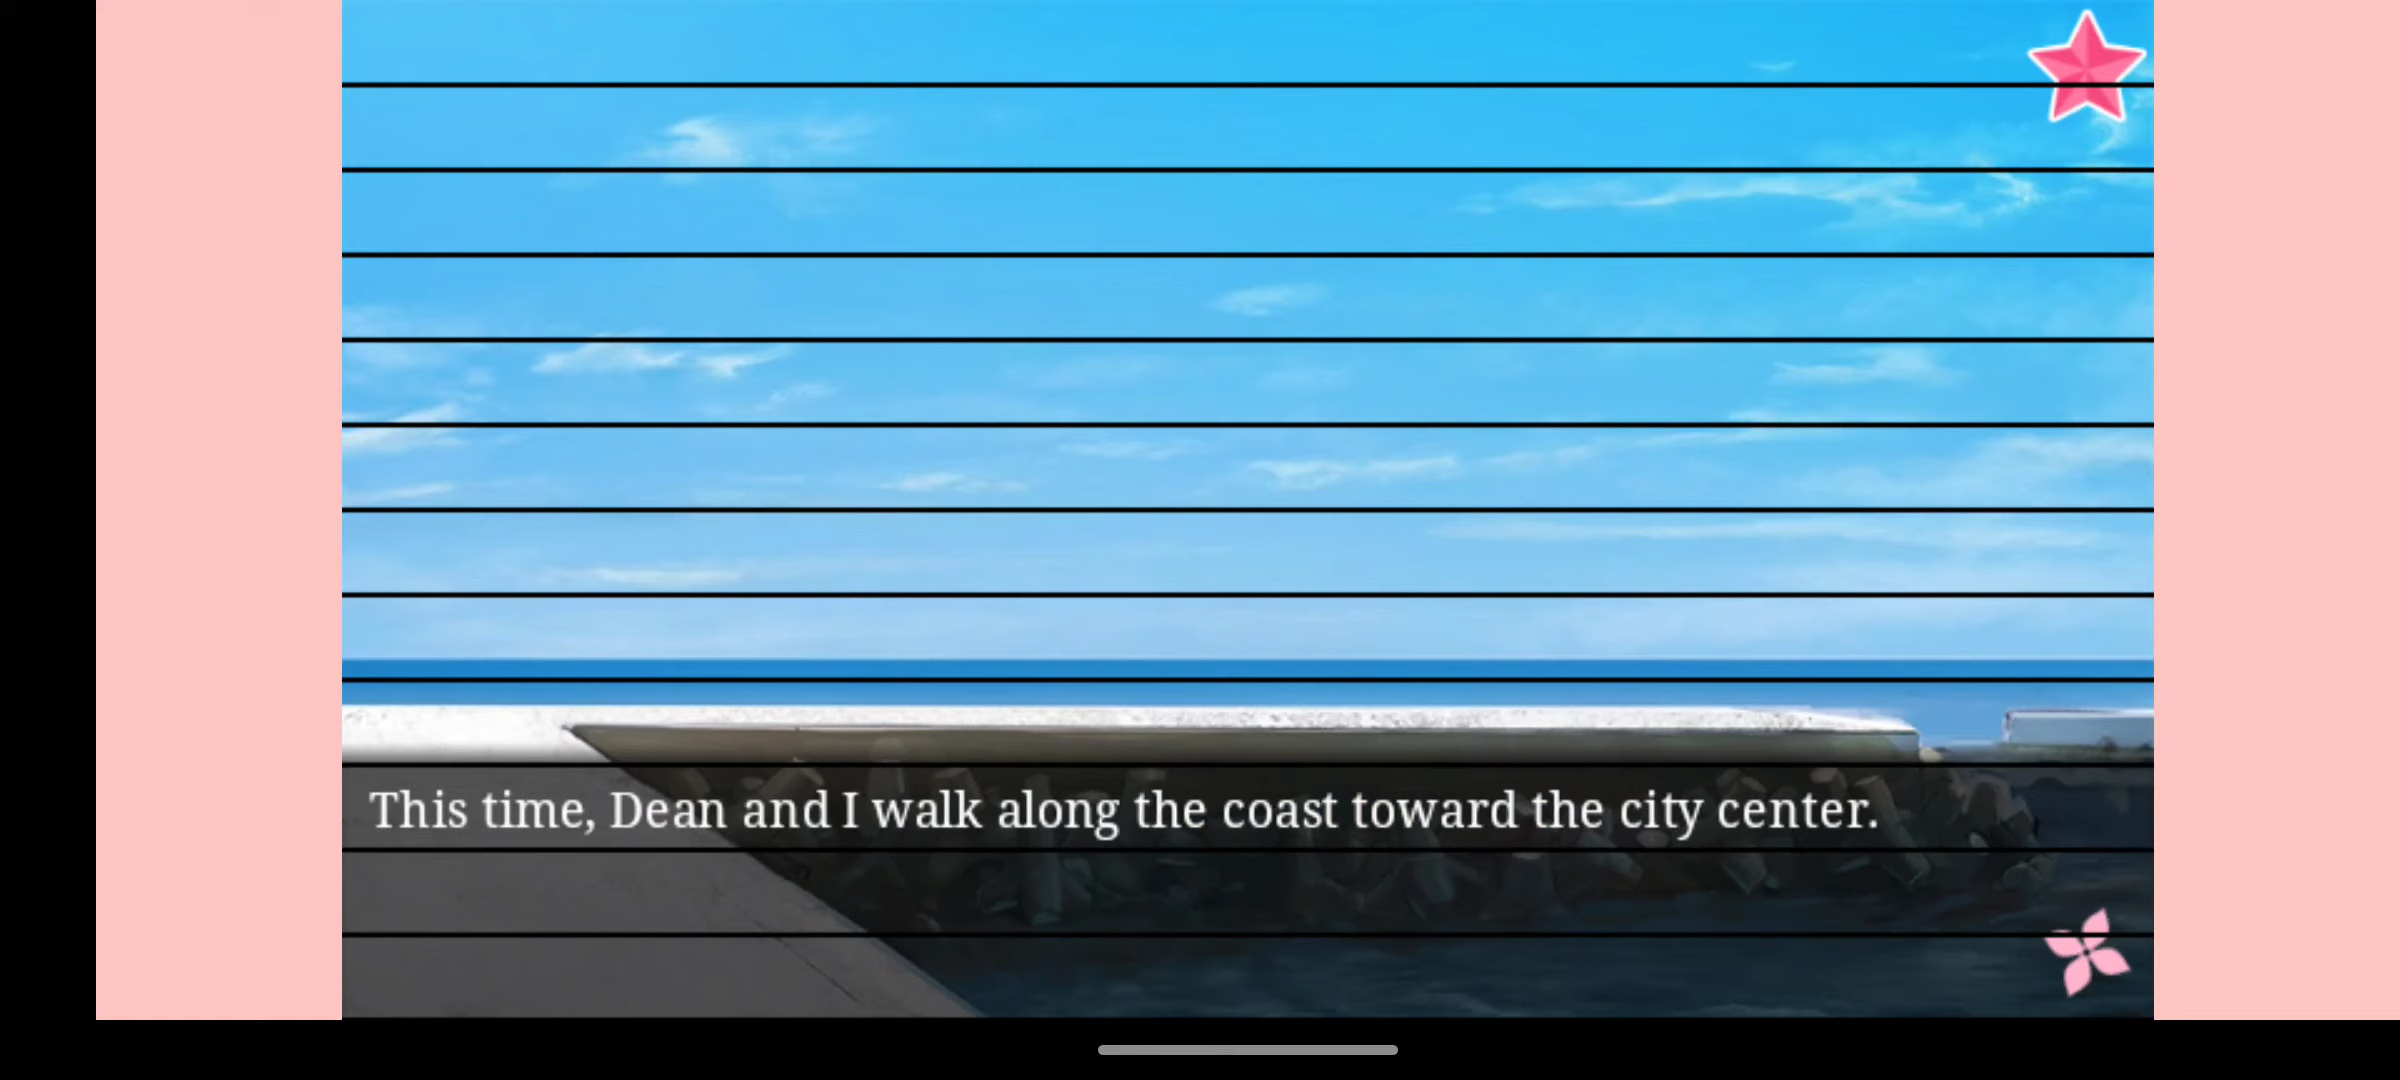 This time, Dean and I walk along the coast toward the city center.